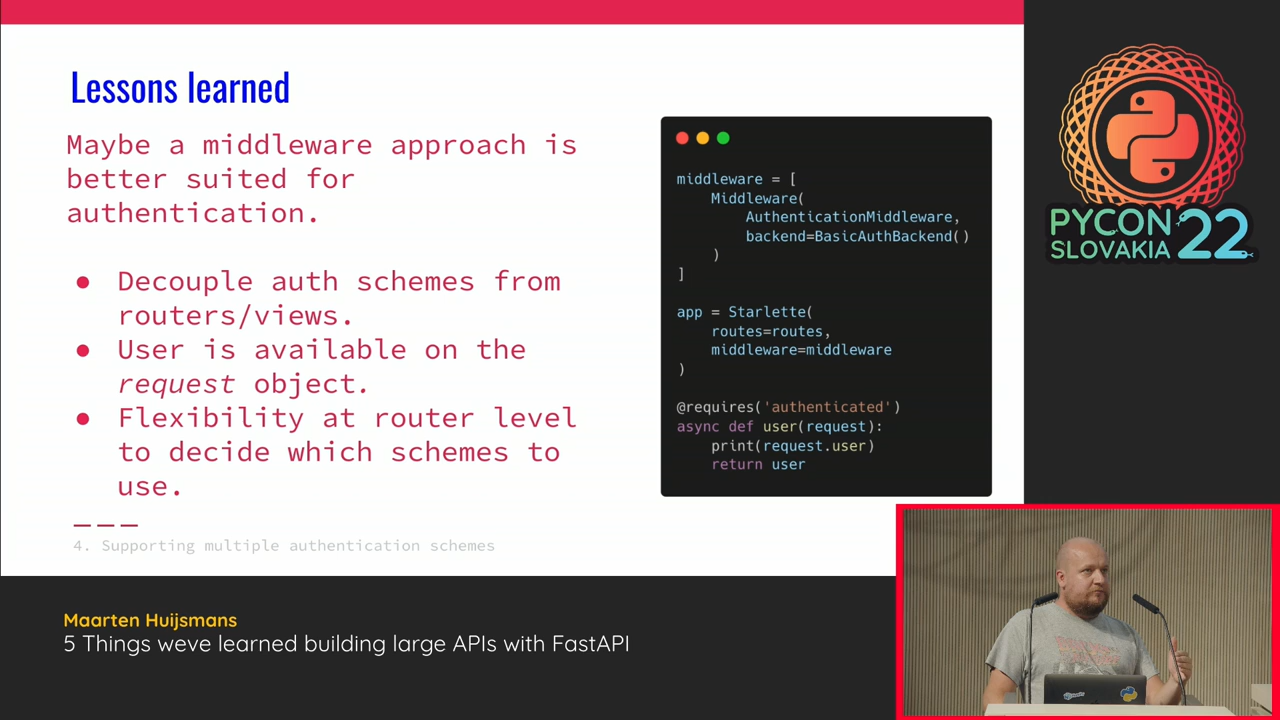 Lessons learned
Maybe a middleware approach is
better suited for
authentication.
● Decouple auth schemes from
routers/views.
● User is available on the
request object.
● Flexibility at router level
to decide which schemes to
use.
4. Supporting multiple authentication schemes
middleware = [
    Middleware(
        AuthenticationMiddleware,
        backend=BasicAuthBackend()
    )
]
app = Starlette(
    routes=routes,
    middleware=middleware
)
@requires('authenticated')
async def user(request):
    print(request.user)
    return user
PYCON
SLOVAKIA 22
Maarten Huijsmans
5 Things weve learned building large APIs with FastAPI